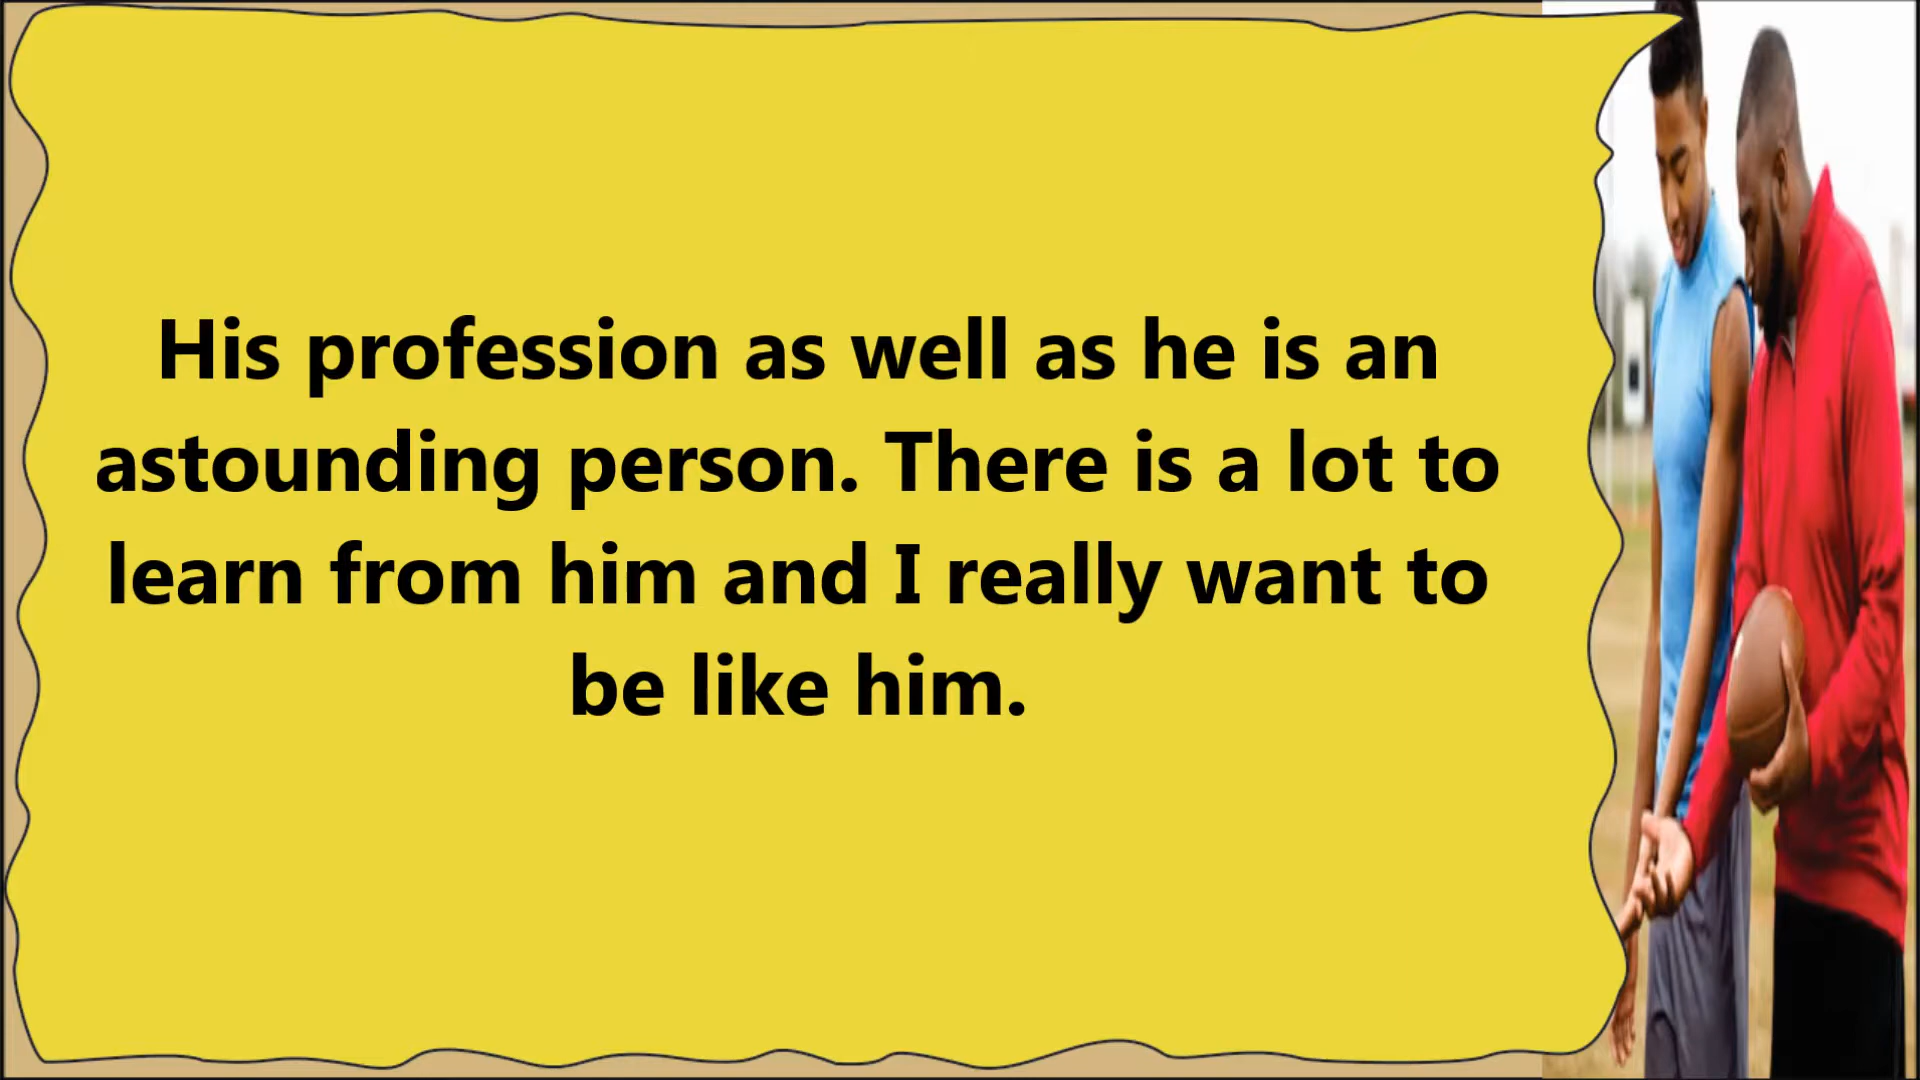 His profession as well as he is an
astounding person. There is a lot to
learn from him and I really want to
be like him.